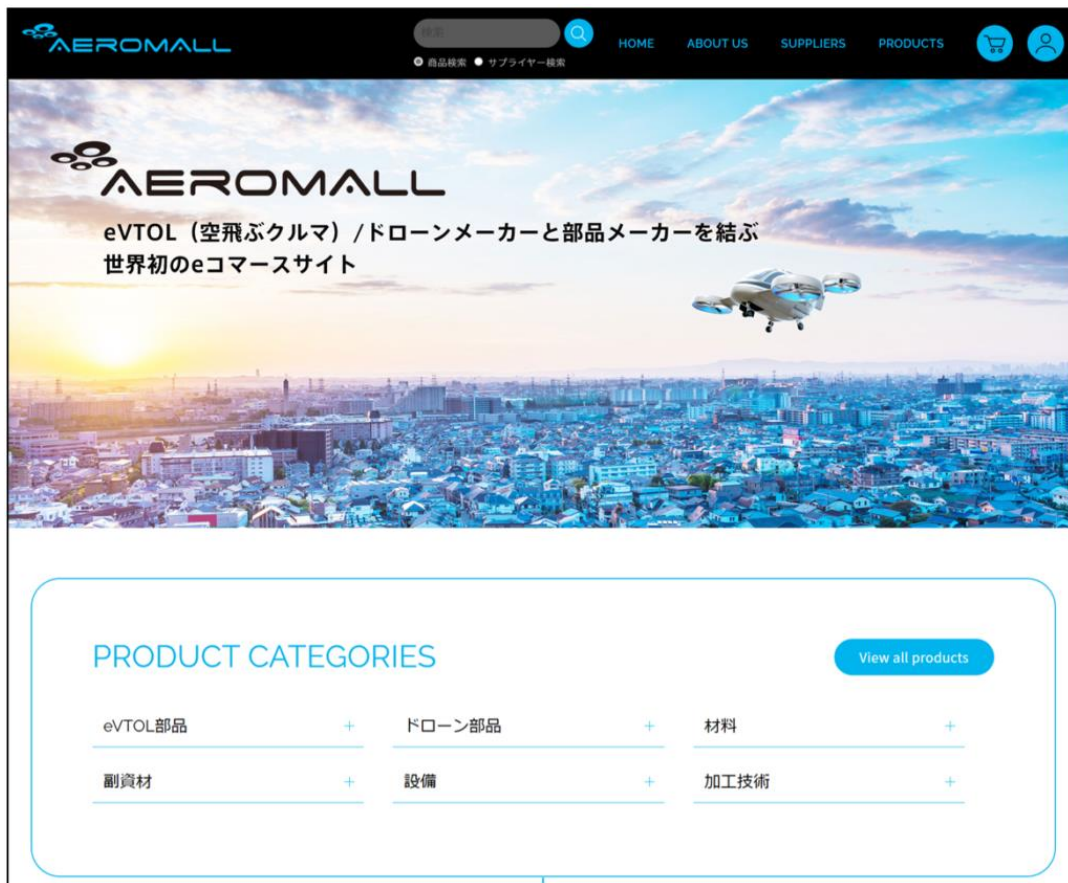 AEROMALL
検索
商品検索 サプライヤー検索
HOME ABOUT US SUPPLIERS PRODUCTS
AEROMALL
eVTOL（空飛ぶクルマ）/ドローンメーカーと部品メーカーを結ぶ
世界初のeコマースサイト
PRODUCT CATEGORIES
View all products
eVTOL部品 + ドローン部品 + 材料 +
副資材 + 設備 + 加工技術 +